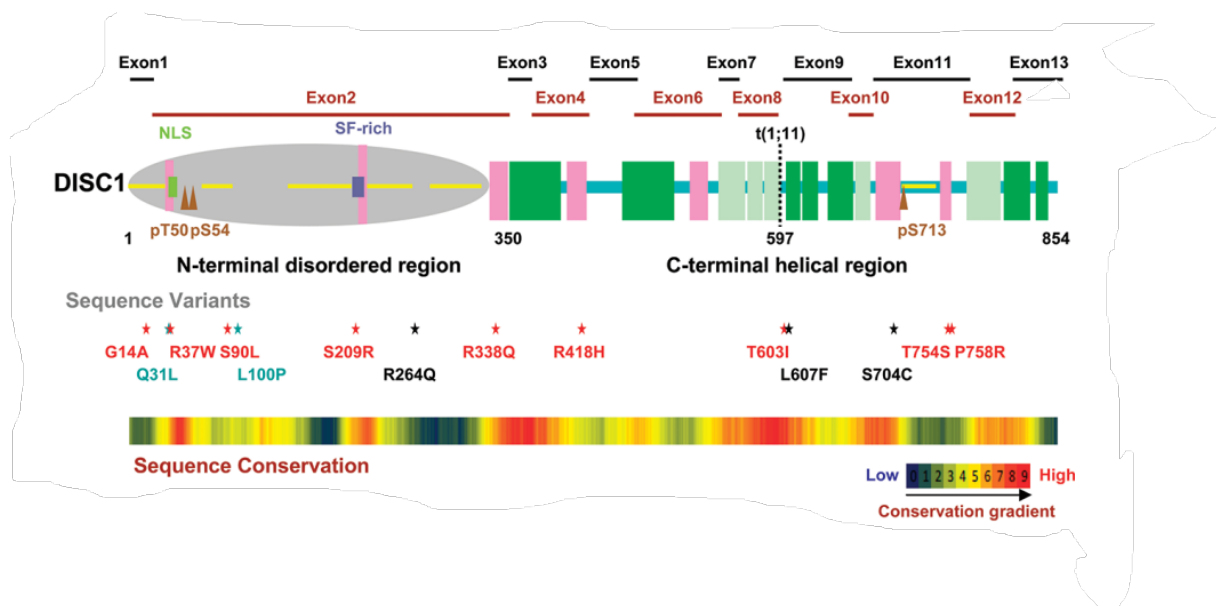 Exon1 Exon3 Exon5 Exon7 Exon9 Exon11 Exon13
Exon2 Exon4 Exon6 Exon8 Exon10 Exon12
NLS SF-rich t(1;11)
DISC1
pT50 pS54 pS713
1 350 597 854
N-terminal disordered region C-terminal helical region
Sequence Variants
G14A R37W S90L S209R R338Q R418H T603I T754S P758R
Q31L L100P R264Q L607F S704C
Sequence Conservation
Low 0 1 2 3 4 5 6 7 8 9 High
Conservation gradient